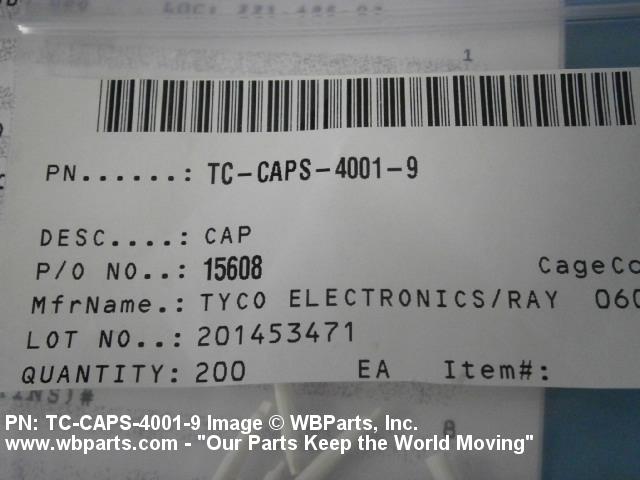 1
PN......: TC-CAPS-4001-9
DESC....: CAP
P/O NO..: 15608 CageCo
MfrName.: TYCO ELECTRONICS/RAY 060
LOT NO..: 201453471
QUANTITY: 200 EA Item#:
PN: TC-CAPS-4001-9 Image © WBParts, Inc.
www.wbparts.com - "Our Parts Keep the World Moving"